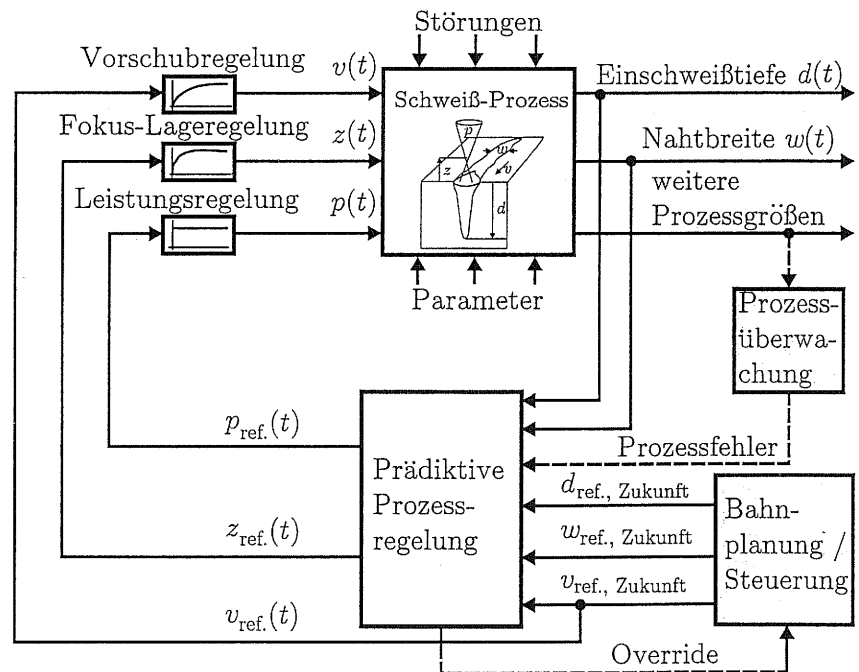 Störungen
Vorschubregelung
v(t)
Einschweißtiefe d(t)
Schweiß-Prozess
Fokus-Lageregelung
z(t)
Nahtbreite w(t)
p
w
z
v
d
weitere
Prozessgrößen
Leistungsregelung
p(t)
Parameter
Prozess-
überwa-
chung
p_ref.(t)
Prozessfehler
Prädiktive
Prozess-
regelung
d_ref., Zukunft
w_ref., Zukunft
v_ref., Zukunft
Bahn-
planung /
Steuerung
z_ref.(t)
v_ref.(t)
Override